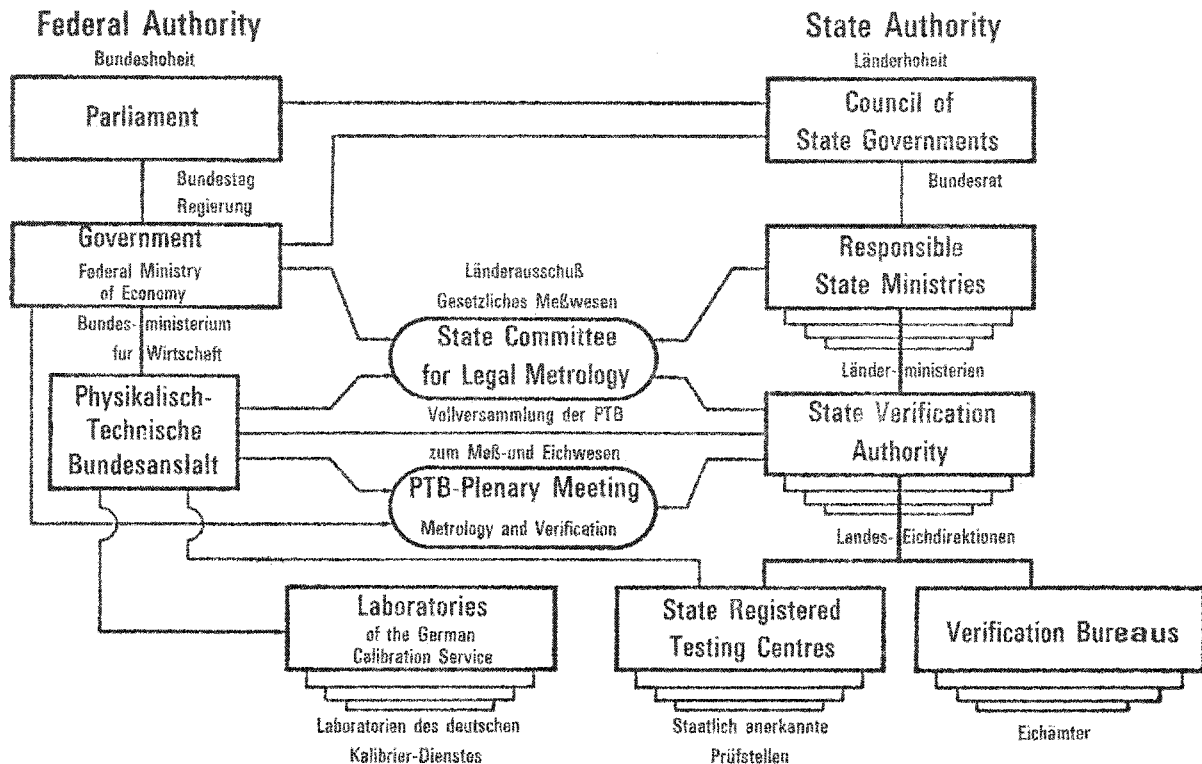 Federal Authority
Bundeshoheit
State Authority
Länderhoheit
Parliament
Council of
State Governments
Bundestag
Regierung
Bundesrat
Government
Federal Ministry
of Economy
Responsible
State Ministries
Länderausschuß
Gesetzliches Meßwesen
State Committee
for Legal Metrology
Bundes-ministerium
fur Wirtschaft
Länder-ministerien
Physikalisch-
Technische
Bundesanslalt
Vollversammlung der PTB
zum Meß-und Eichwesen
State Verification
Authority
PTB-Plenary Meeting
Metrology and Verification
Landes-Eichdirektionen
Laboratories
of the German
Calibration Service
State Registered
Testing Centres
Verification Bureaus
Laboratorien des deutschen
Kalibrier-Dienstes
Staatlich anerkannte
Prüfstellen
Eichämter